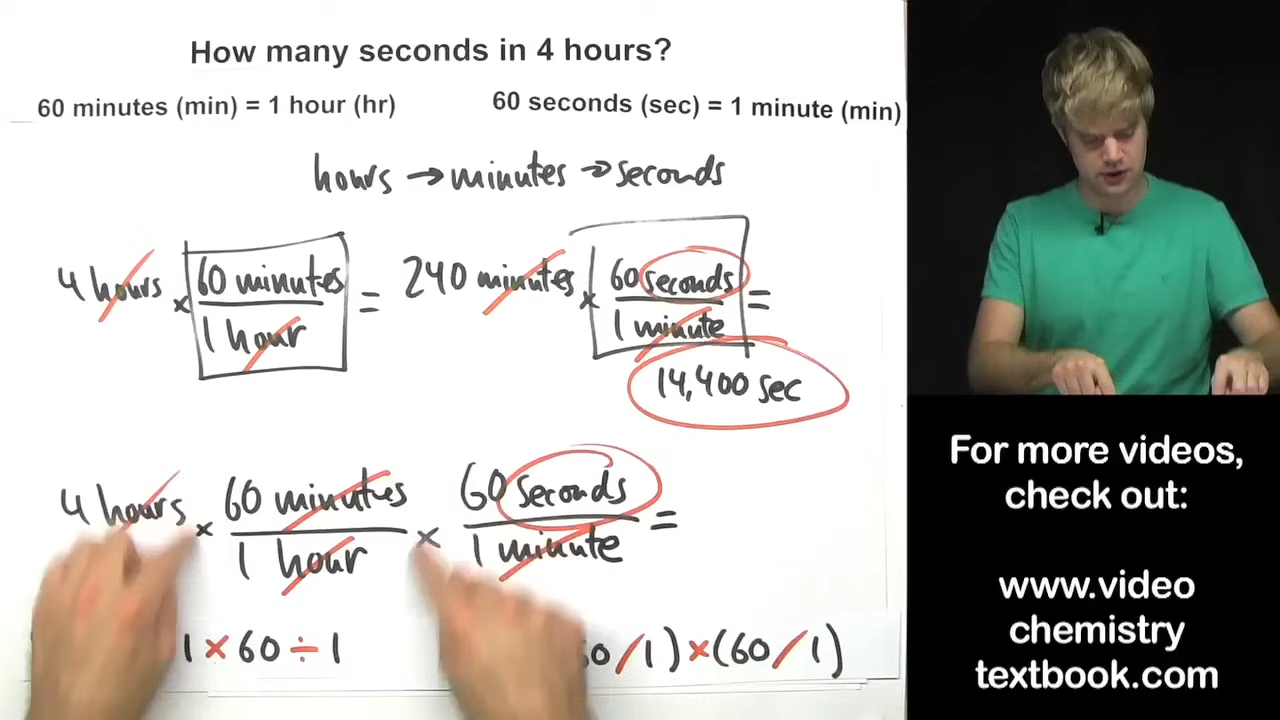 How many seconds in 4 hours?
60 minutes (min) = 1 hour (hr) 60 seconds (sec) = 1 minute (min)
hours → minutes → seconds
4 hours × 60 minutes / 1 hour = 240 minutes × 60 seconds / 1 minute =
14,400 sec
4 hours × 60 minutes / 1 hour × 60 seconds / 1 minute =
1 × 60 ÷ 1
60 / 1) × (60 / 1)
For more videos,
check out:
www.video
chemistry
textbook.com